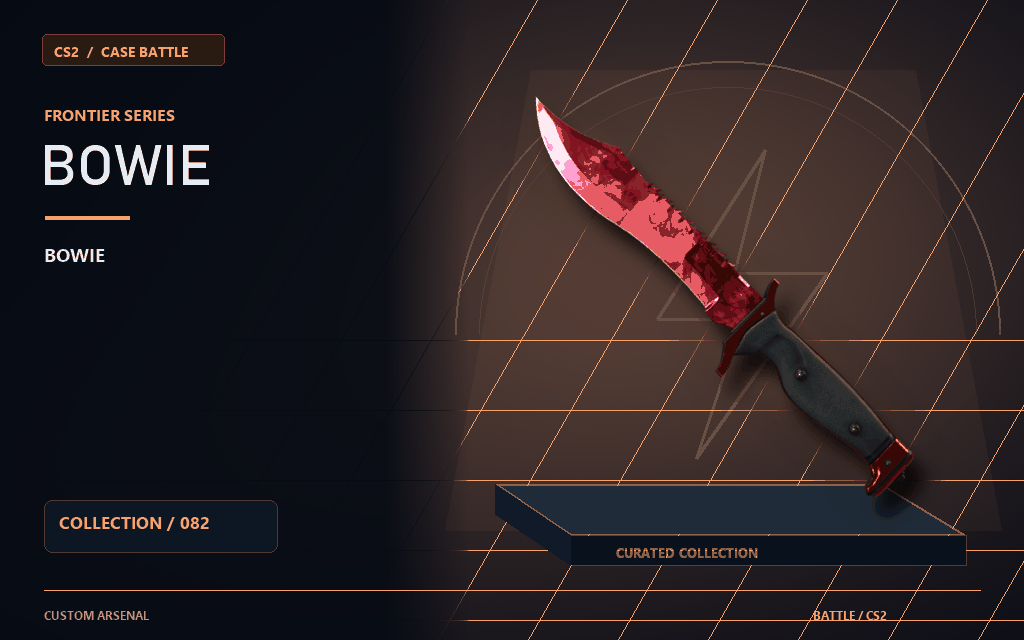 CS2 / CASE BATTLE
FRONTIER SERIES
BOWIE
BOWIE
COLLECTION / 082
CURATED COLLECTION
CUSTOM ARSENAL
BATTLE / CS2